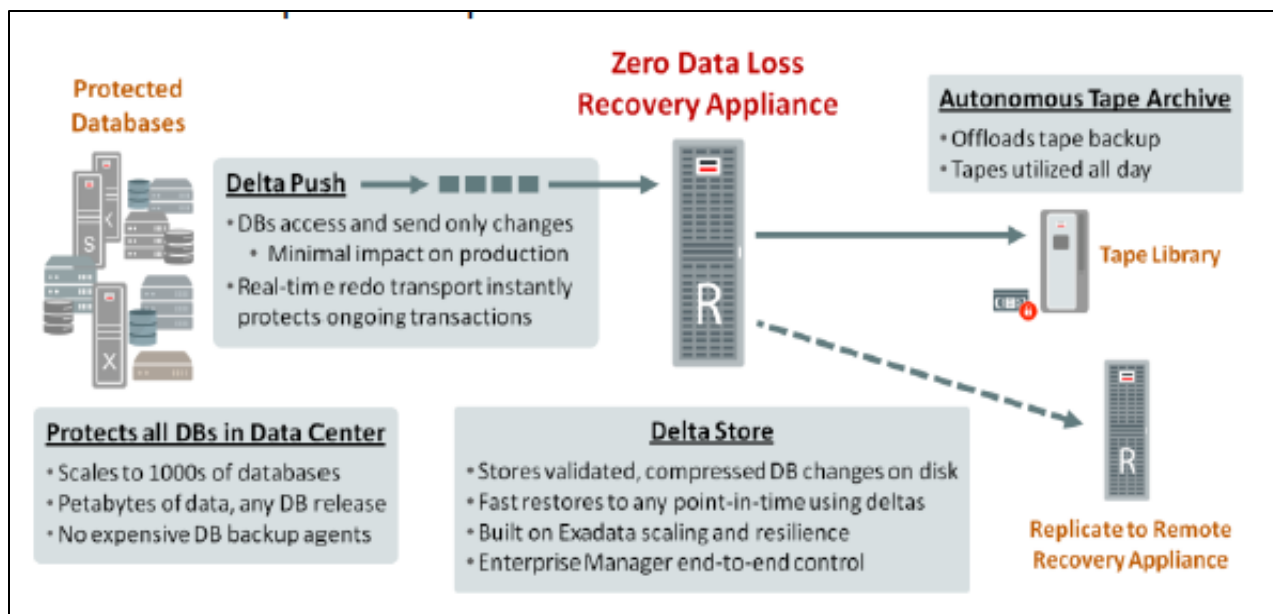 Zero Data Loss
Recovery Appliance
Protected
Databases
Delta Push
• DBs access and send only changes
• Minimal impact on production
• Real-time redo transport instantly
protects ongoing transactions
K
S
X
R
Autonomous Tape Archive
• Offloads tape backup
• Tapes utilized all day
Tape Library
Protects all DBs in Data Center
• Scales to 1000s of databases
• Petabytes of data, any DB release
• No expensive DB backup agents
Delta Store
• Stores validated, compressed DB changes on disk
• Fast restores to any point-in-time using deltas
• Built on Exadata scaling and resilience
• Enterprise Manager end-to-end control
R
Replicate to Remote
Recovery Appliance